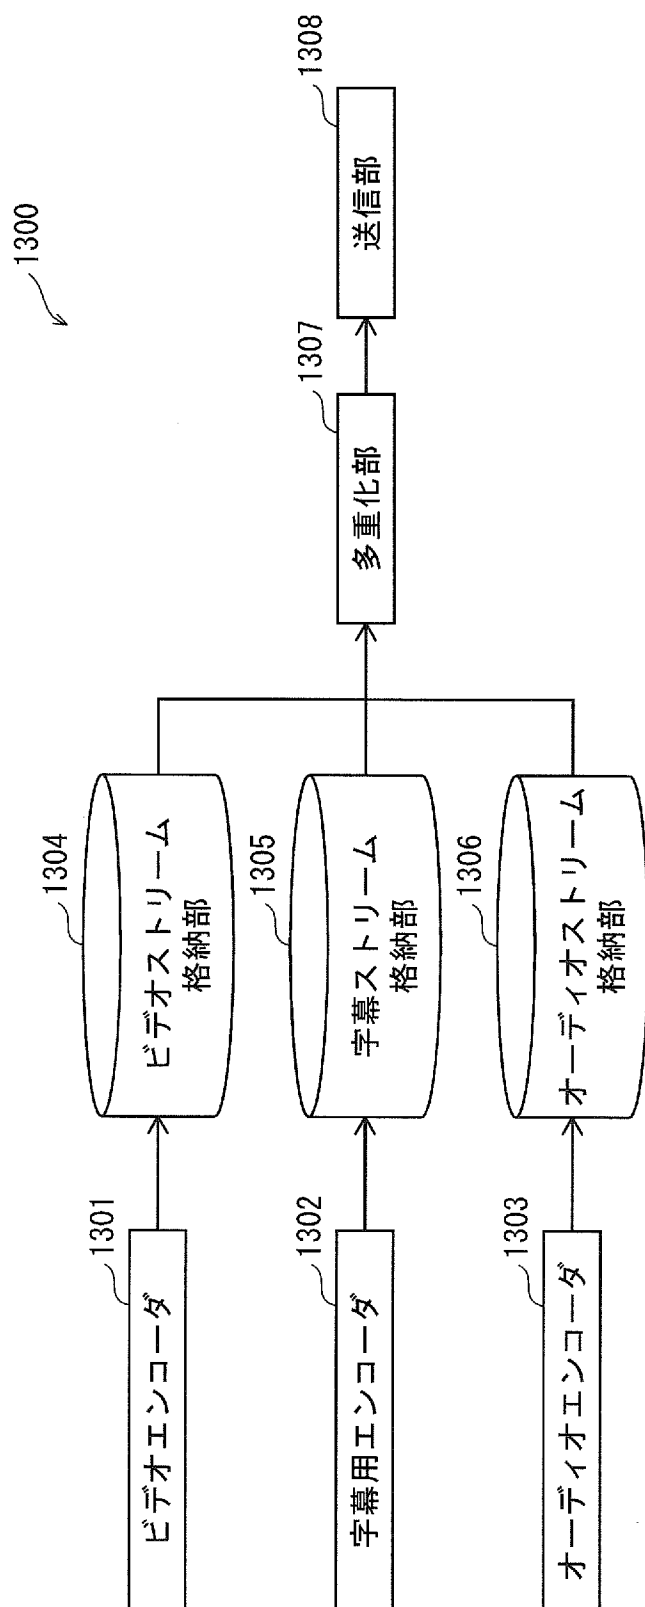 1300
1301
ビデオエンコーダ
1304
ビデオストリーム
格納部
1302
字幕用エンコーダ
1305
字幕ストリーム
格納部
1303
オーディオエンコーダ
1306
オーディオストリーム
格納部
1307
多重化部
1308
送信部